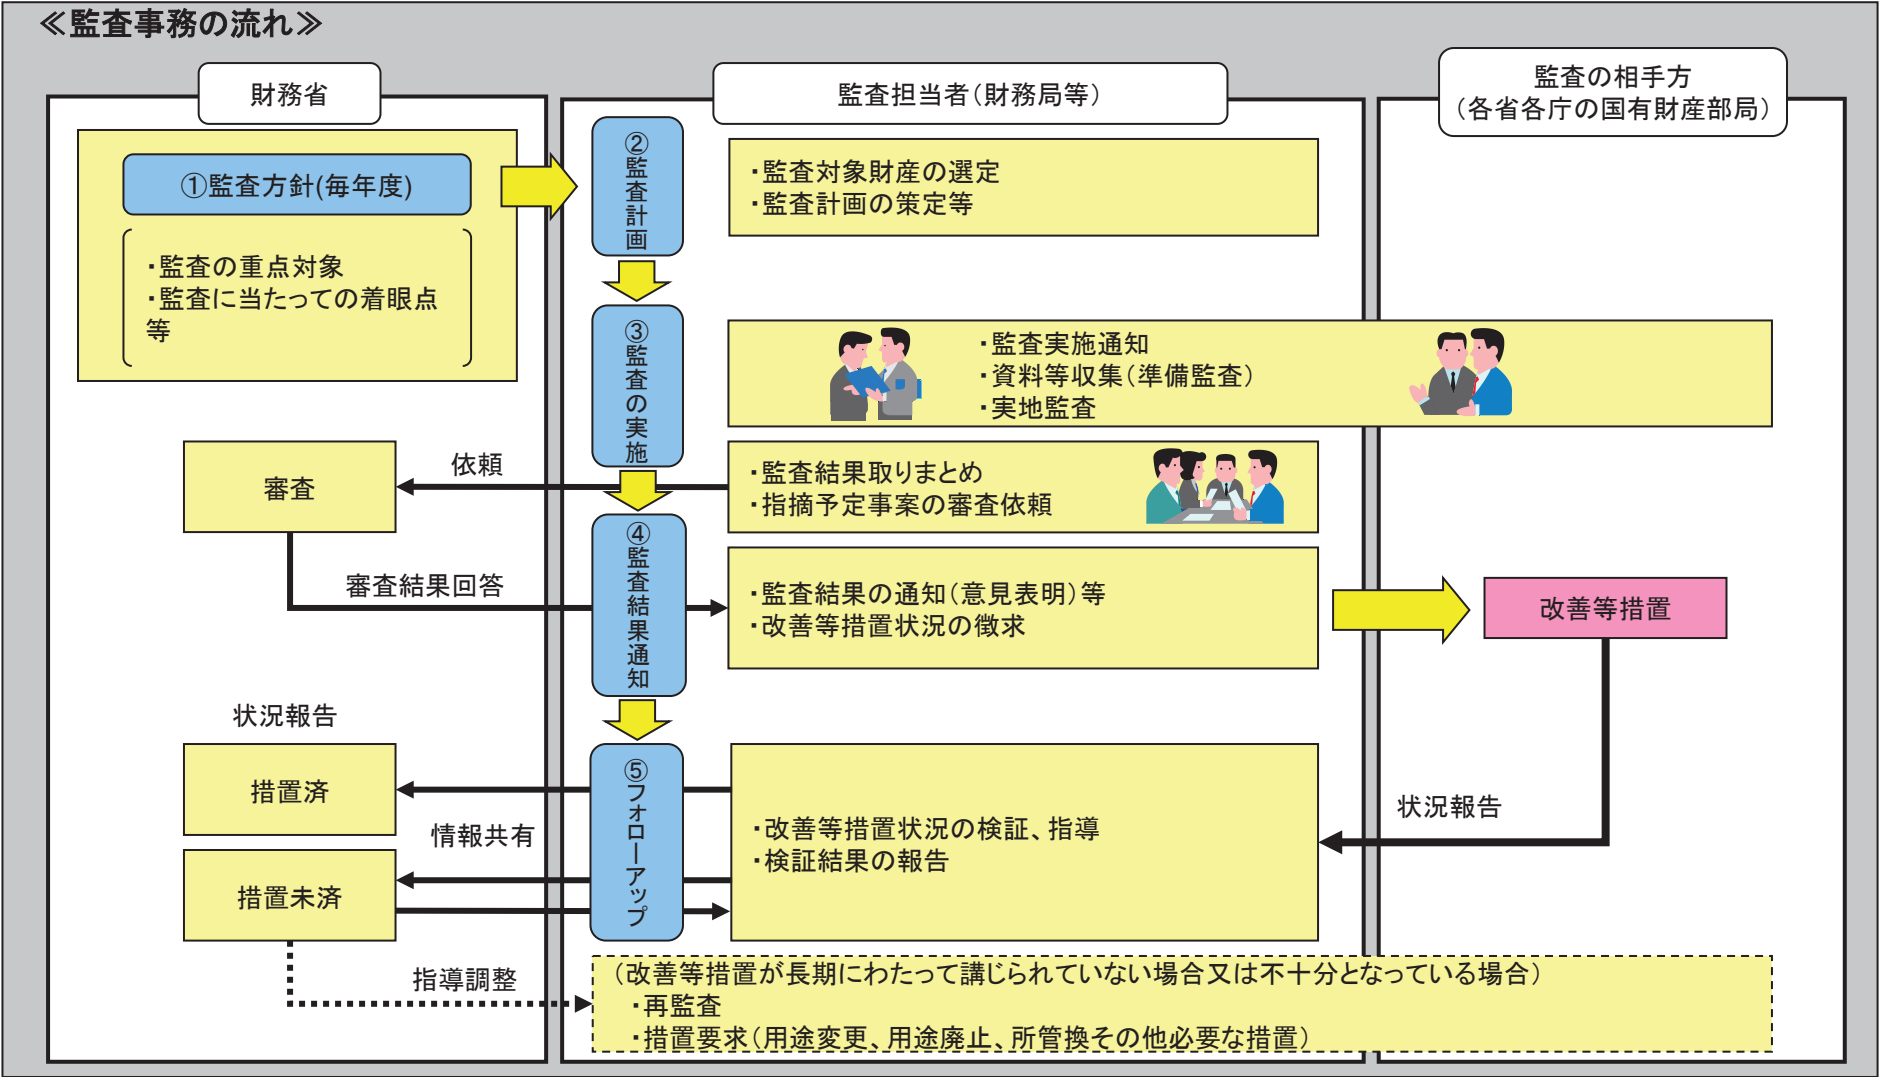 ≪監査事務の流れ≫
財務省
監査担当者(財務局等)
監査の相手方
(各省各庁の国有財産部局)
①監査方針(毎年度)
・監査の重点対象
・監査に当たっての着眼点
等
②監査計画
・監査対象財産の選定
・監査計画の策定等
③監査の実施
・監査実施通知
・資料等収集(準備監査)
・実地監査
審査
依頼
・監査結果取りまとめ
・指摘予定事案の審査依頼
④監査結果通知
審査結果回答
・監査結果の通知(意見表明)等
・改善等措置状況の徴求
改善等措置
状況報告
措置済
⑤フォローアップ
・改善等措置状況の検証、指導
・検証結果の報告
状況報告
情報共有
措置未済
指導調整
(改善等措置が長期にわたって講じられていない場合又は不十分となっている場合)
・再監査
・措置要求(用途変更、用途廃止、所管換その他必要な措置)